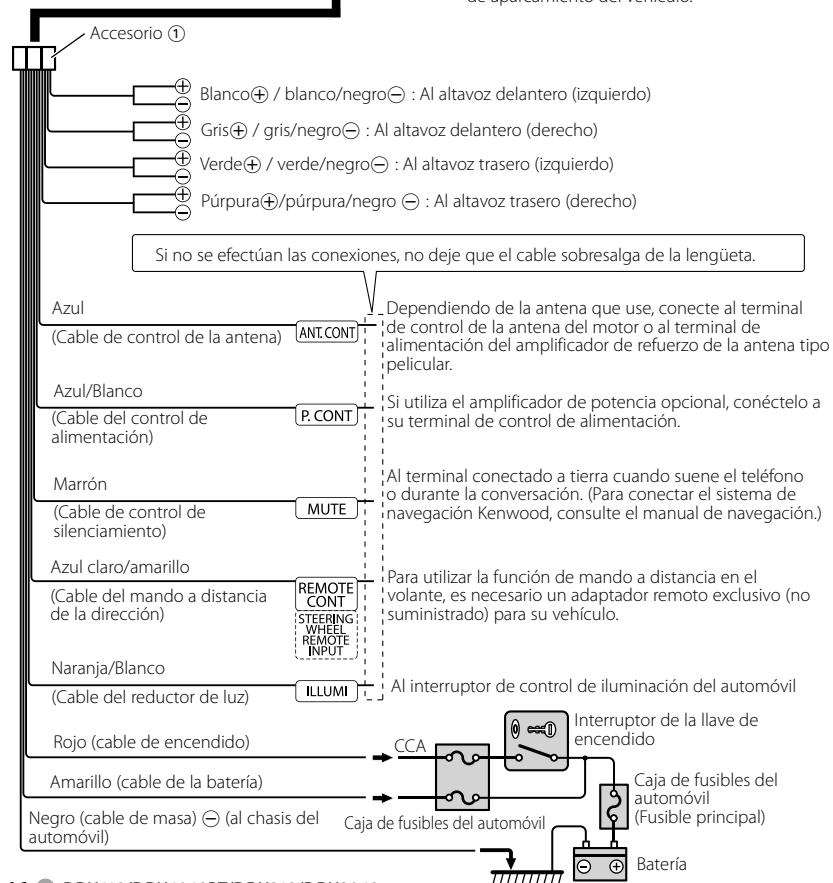 de aparcamiento del vehículo.
Accesorio ①
⊕
⊖
Blanco⊕ / blanco/negro⊖ : Al altavoz delantero (izquierdo)
⊕
⊖
Gris⊕ / gris/negro⊖ : Al altavoz delantero (derecho)
⊕
⊖
Verde⊕ / verde/negro⊖ : Al altavoz trasero (izquierdo)
⊕
⊖
Púrpura⊕/púrpura/negro ⊖ : Al altavoz trasero (derecho)
Si no se efectúan las conexiones, no deje que el cable sobresalga de la lengüeta.
Azul
(Cable de control de la antena)
ANT. CONT
Dependiendo de la antena que use, conecte al terminal
de control de la antena del motor o al terminal de
alimentación del amplificador de refuerzo de la antena tipo
pelicular.
Azul/Blanco
(Cable del control de
alimentación)
P. CONT
Si utiliza el amplificador de potencia opcional, conéctelo a
su terminal de control de alimentación.
Marrón
(Cable de control de
silenciamiento)
MUTE
Al terminal conectado a tierra cuando suene el teléfono
o durante la conversación. (Para conectar el sistema de
navegación Kenwood, consulte el manual de navegación.)
Azul claro/amarillo
(Cable del mando a distancia
de la dirección)
REMOTE
CONT
STEERING
WHEEL
REMOTE
INPUT
Para utilizar la función de mando a distancia en el
volante, es necesario un adaptador remoto exclusivo (no
suministrado) para su vehículo.
Naranja/Blanco
(Cable del reductor de luz)
ILLUMI
Al interruptor de control de iluminación del automóvil
Rojo (cable de encendido)
CCA
Interruptor de la llave de
encendido
Amarillo (cable de la batería)
Caja de fusibles del automóvil
Caja de fusibles del
automóvil
(Fusible principal)
Negro (cable de masa) ⊖ (al chasis del
automóvil)
⊖ ⊕
Batería